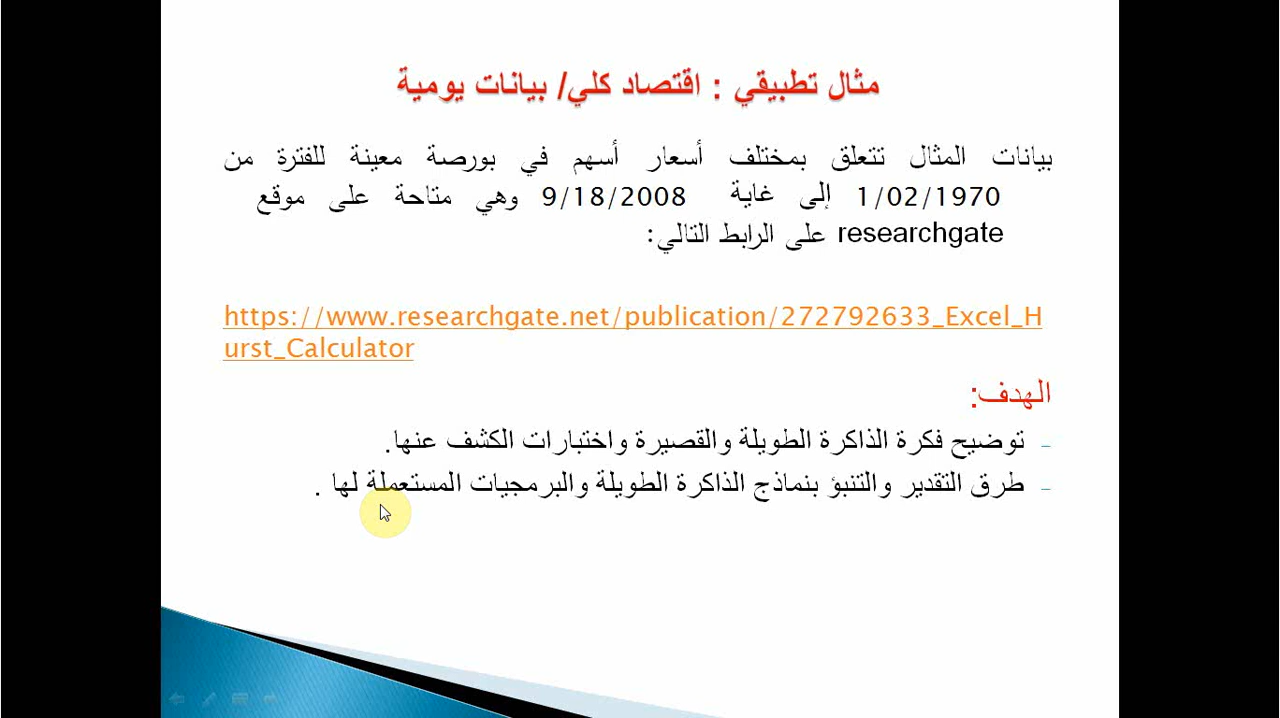 مثال تطبيقي : اقتصاد كلي/ بيانات يومية
بيانات المثال تتعلق بمختلف أسعار أسهم في بورصة معينة للفترة من
1/02/1970 إلى غاية 9/18/2008 وهي متاحة على موقع
researchgate على الرابط التالي:
https://www.researchgate.net/publication/272792633_Excel_H
urst_Calculator
الهدف:
- توضيح فكرة الذاكرة الطويلة والقصيرة واختبارات الكشف عنها.
- طرق التقدير والتنبؤ بنماذج الذاكرة الطويلة والبرمجيات المستعملة لها .